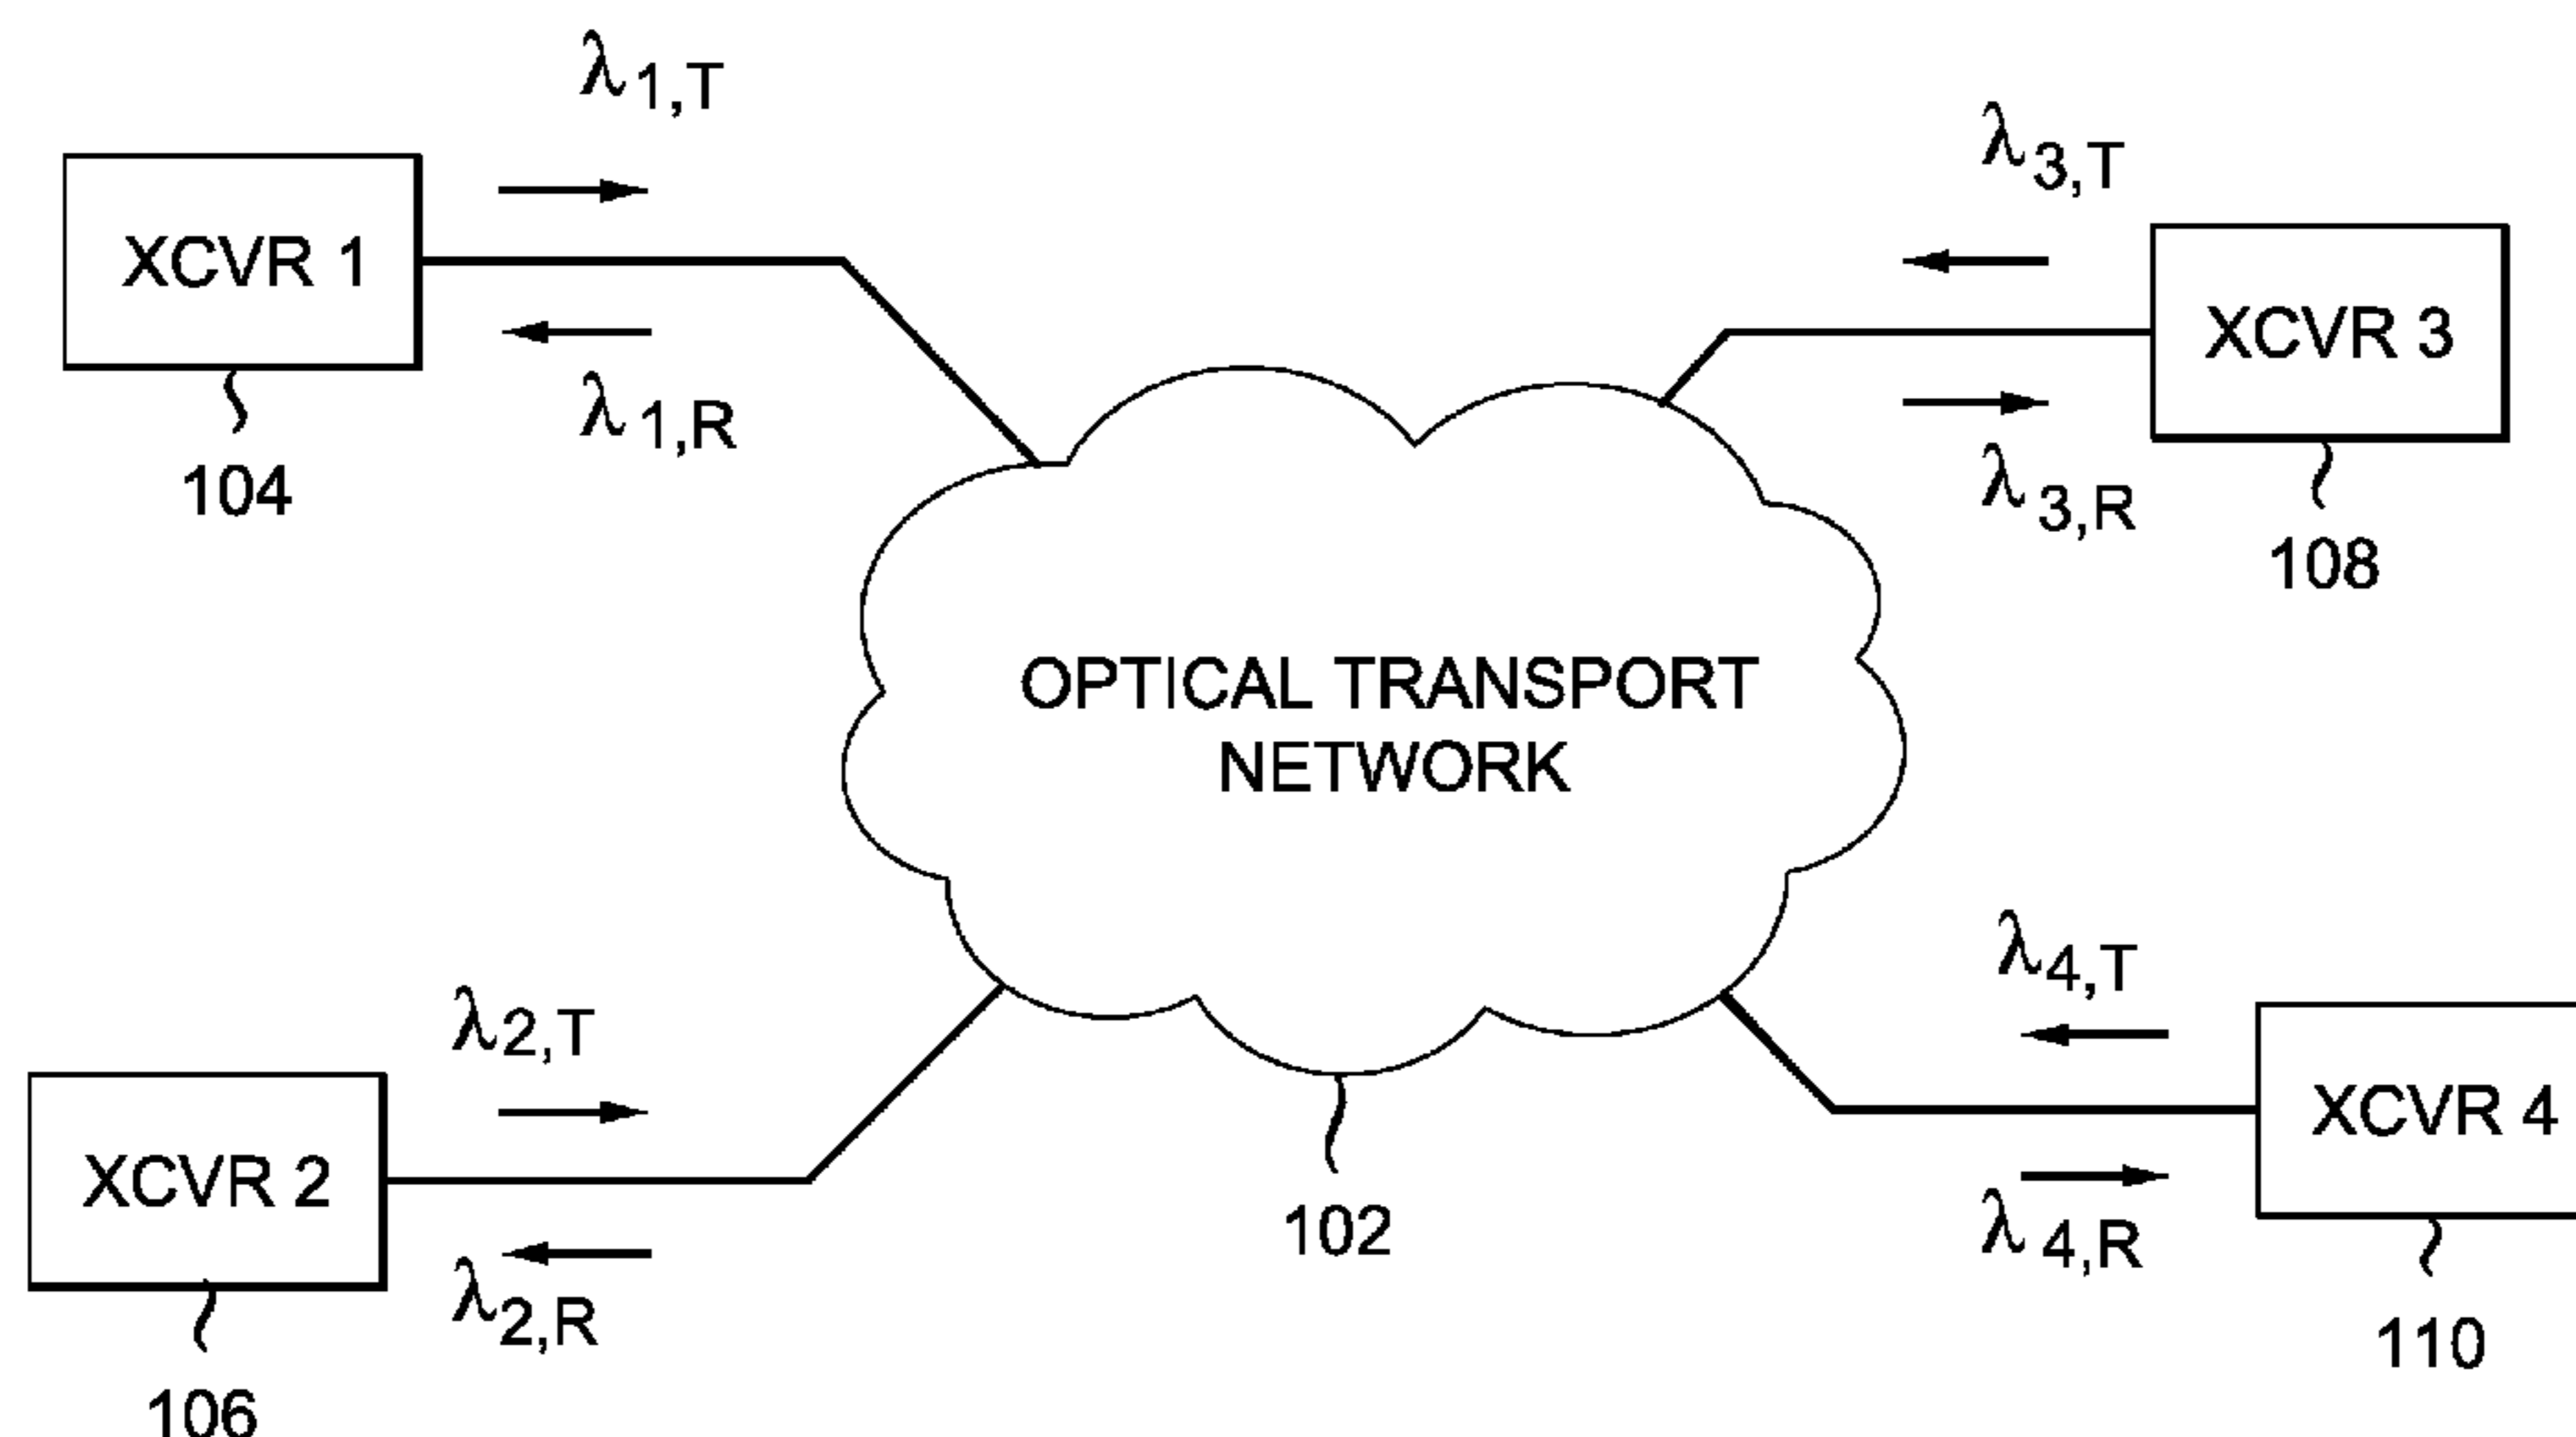 λ1,T
XCVR 1
λ1,R
104
λ3,T
XCVR 3
λ3,R
108
OPTICAL TRANSPORT
NETWORK
102
λ2,T
XCVR 2
λ2,R
106
λ4,T
XCVR 4
λ4,R
110